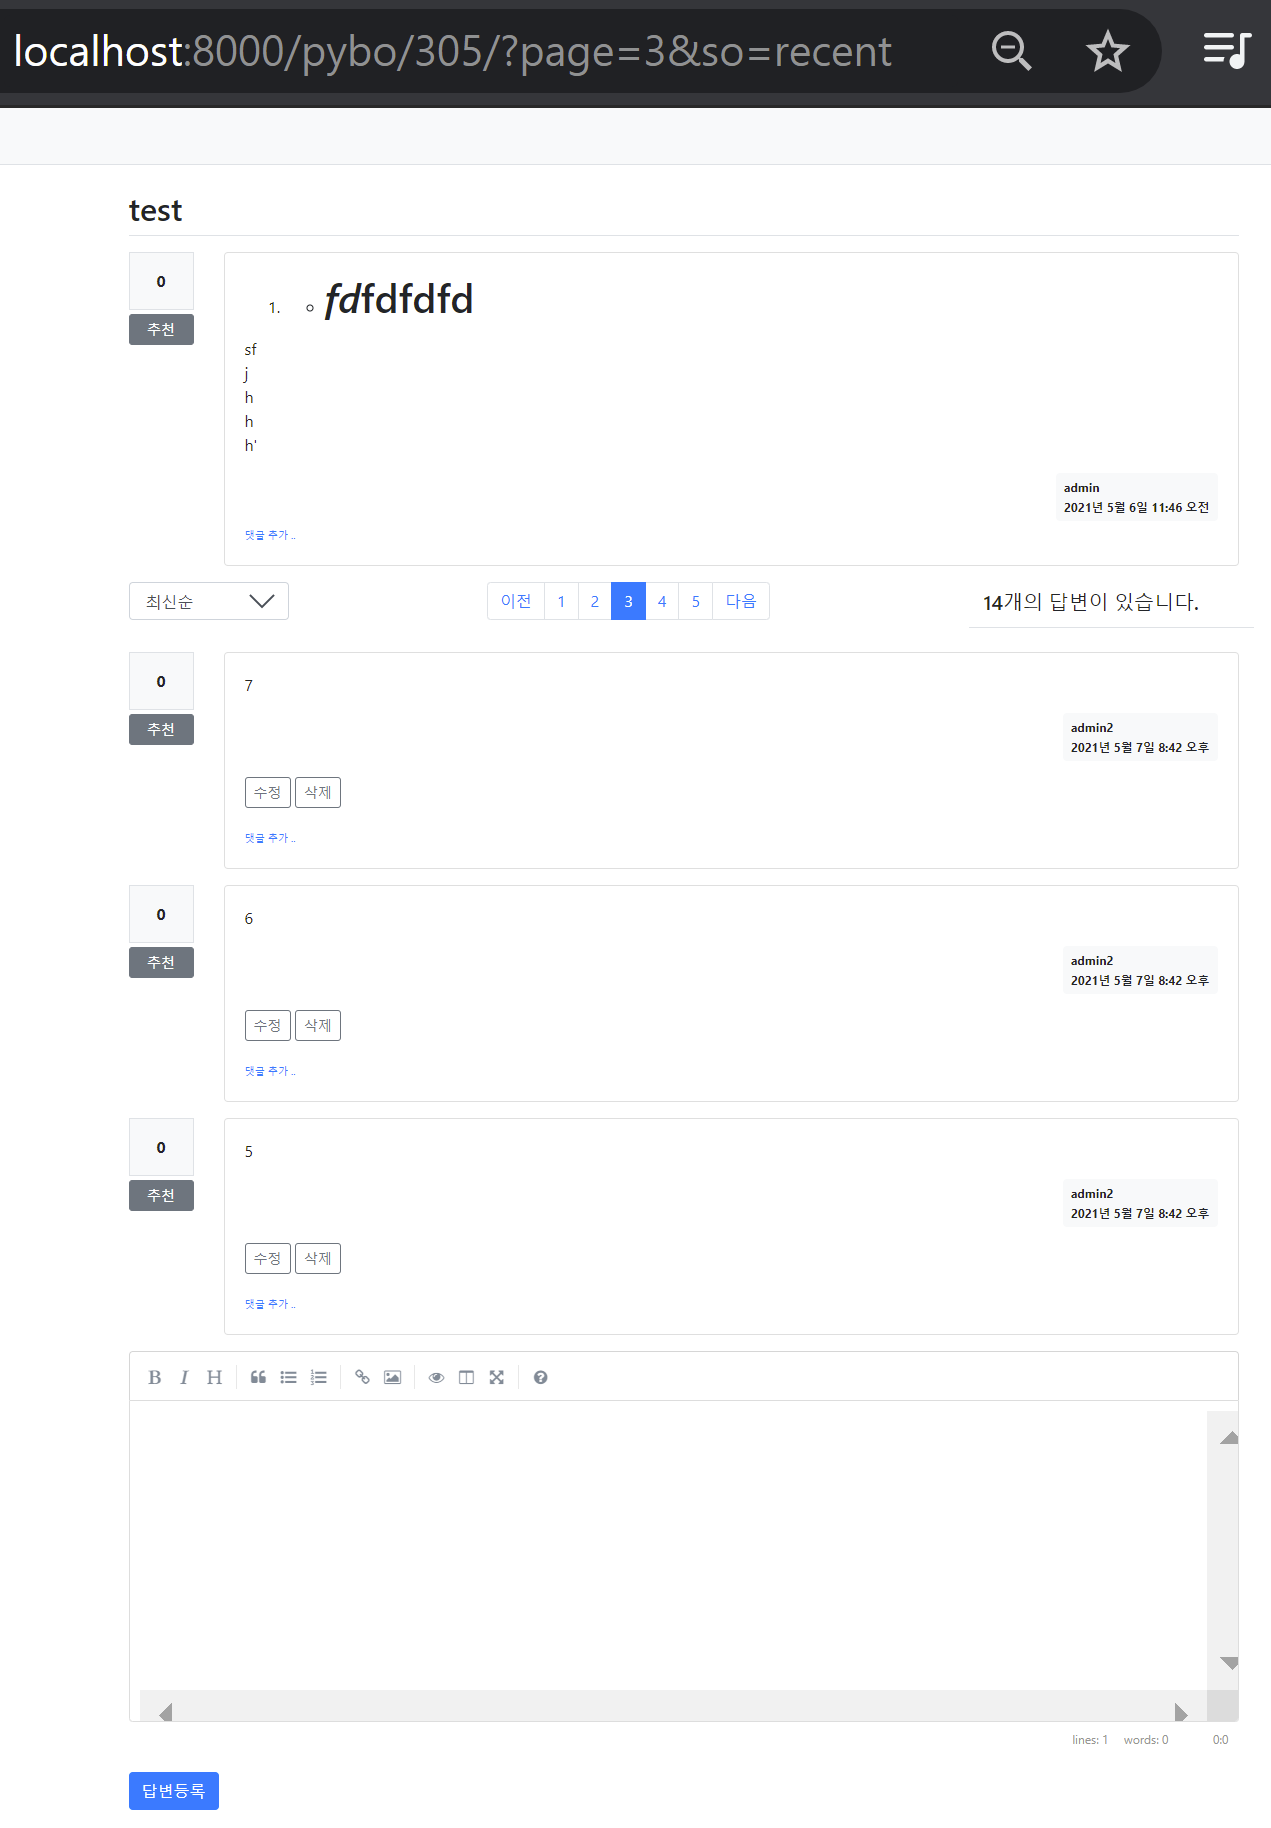 localhost:8000/pybo/305/?page=3&so=recent
test
0
추천
1. ○ fdfdfdfd
sf
j
h
h
h'
admin
2021년 5월 6일 11:46 오전
댓글 추가 ..
최신순 이전 1 2 3 4 5 다음 14개의 답변이 있습니다.
0
추천
7
admin2
2021년 5월 7일 8:42 오후
수정 삭제
댓글 추가 ..
0
추천
6
admin2
2021년 5월 7일 8:42 오후
수정 삭제
댓글 추가 ..
0
추천
5
admin2
2021년 5월 7일 8:42 오후
수정 삭제
댓글 추가 ..
B I H
lines: 1 words: 0 0:0
답변등록